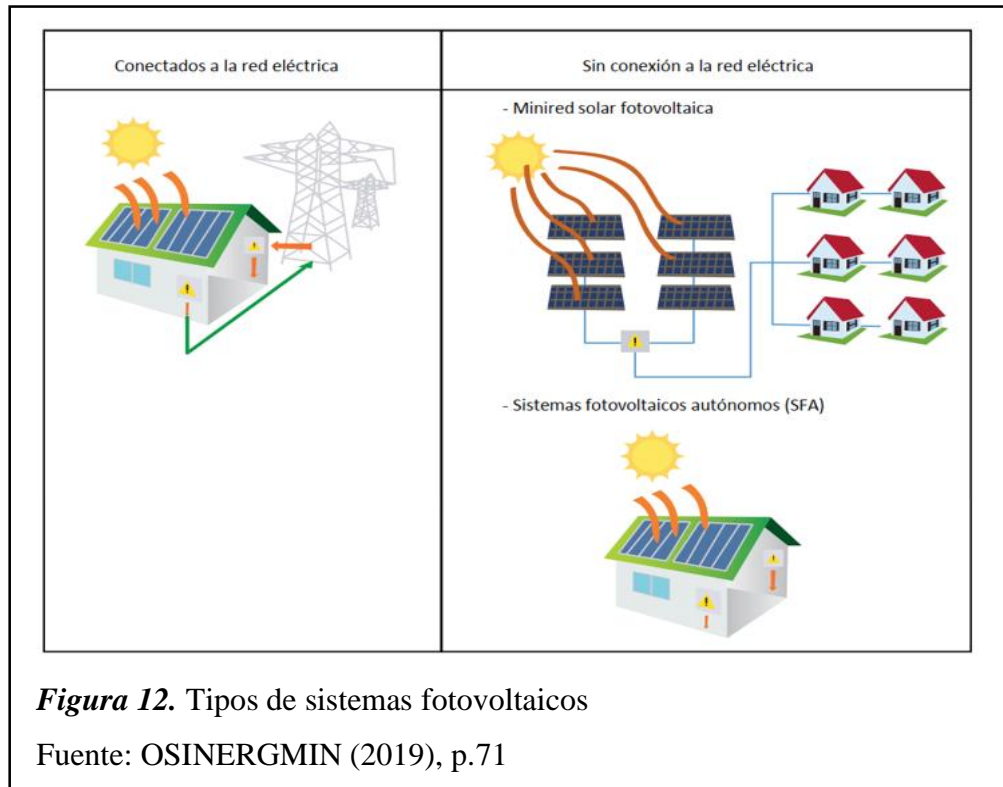 Conectados a la red eléctrica
Sin conexión a la red eléctrica
- Minired solar fotovoltaica
- Sistemas fotovoltaicos autónomos (SFA)
Figura 12. Tipos de sistemas fotovoltaicos
Fuente: OSINERGMIN (2019), p.71